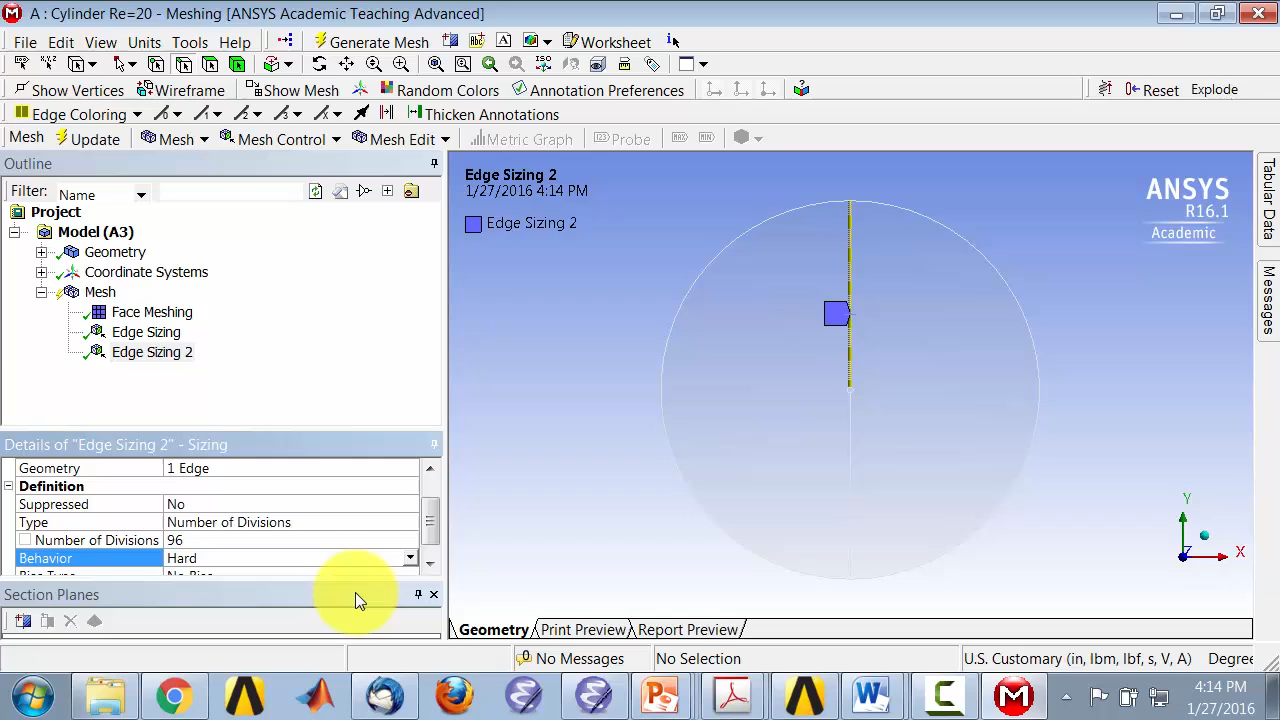 A : Cylinder Re=20 - Meshing [ANSYS Academic Teaching Advanced]
File Edit View Units Tools Help Generate Mesh Worksheet
Show Vertices Wireframe Show Mesh Random Colors Annotation Preferences Reset Explode
Edge Coloring Thicken Annotations
Mesh Update Mesh Mesh Control Mesh Edit Metric Graph Probe
Outline
Filter: Name
Project
Model (A3)
Geometry
Coordinate Systems
Mesh
Face Meshing
Edge Sizing
Edge Sizing 2
Details of "Edge Sizing 2" - Sizing
Geometry 1 Edge
Definition
Suppressed No
Type Number of Divisions
Number of Divisions 96
Behavior Hard
Bias Type No Bias
Section Planes
Edge Sizing 2
1/27/2016 4:14 PM
Edge Sizing 2
ANSYS
R16.1
Academic
Y
X
Z
Tabular Data
Messages
Geometry Print Preview Report Preview
0 No Messages No Selection U.S. Customary (in, lbm, lbf, s, V, A) Degree
4:14 PM
1/27/2016